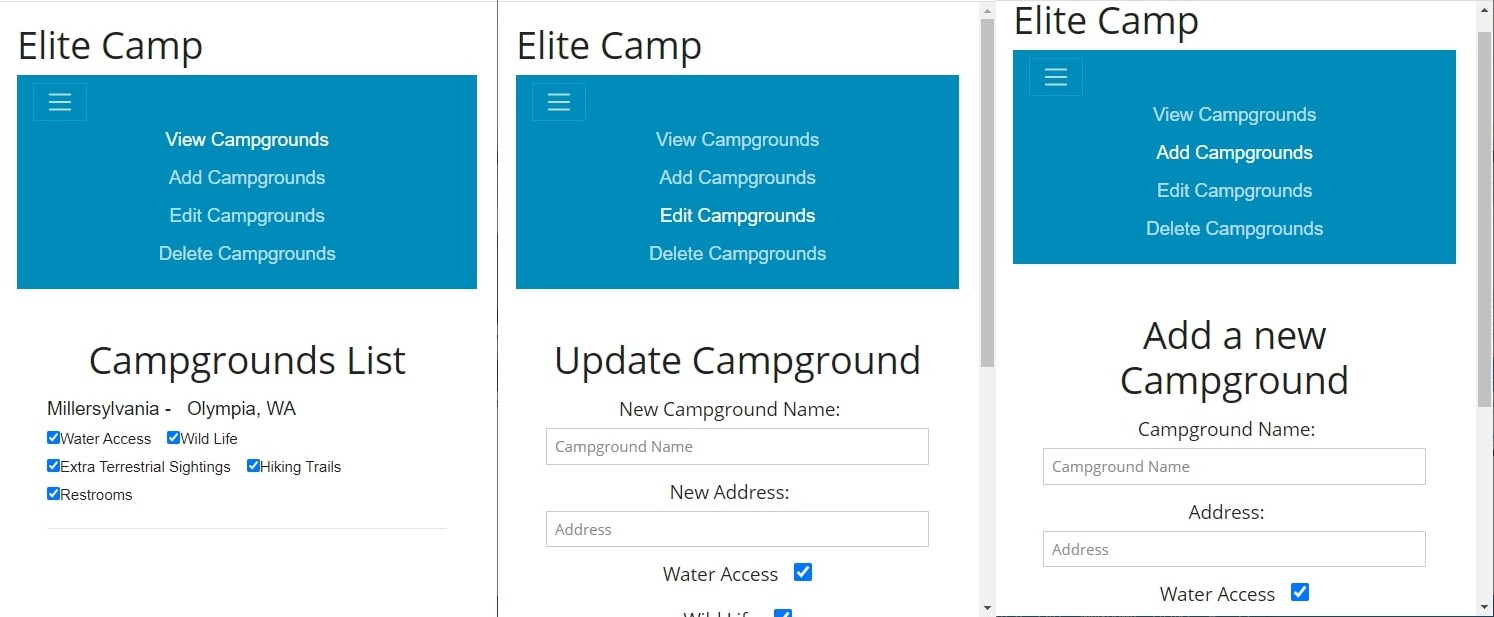 Elite Camp
View Campgrounds
Add Campgrounds
Edit Campgrounds
Delete Campgrounds
Campgrounds List
Millersylvania - Olympia, WA
Water Access Wild Life
Extra Terrestrial Sightings Hiking Trails
Restrooms
Elite Camp
View Campgrounds
Add Campgrounds
Edit Campgrounds
Delete Campgrounds
Update Campground
New Campground Name:
Campground Name
New Address:
Address
Water Access
Wild Life
Elite Camp
View Campgrounds
Add Campgrounds
Edit Campgrounds
Delete Campgrounds
Add a new
Campground
Campground Name:
Campground Name
Address:
Address
Water Access